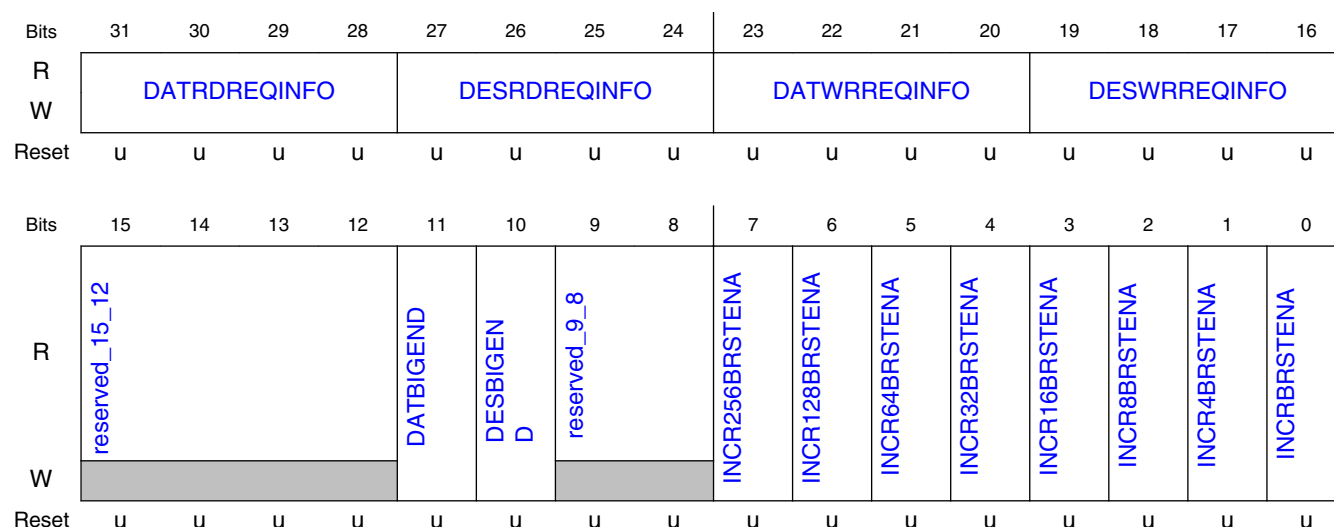 Bits 31 30 29 28 27 26 25 24 23 22 21 20 19 18 17 16
R
W
DATRDREQINFO DESRDREQINFO DATWRREQINFO DESWRREQINFO
Reset u u u u u u u u u u u u u u u u
Bits 15 14 13 12 11 10 9 8 7 6 5 4 3 2 1 0
R
reserved_15_12
DATBIGEND
DESBIGEN
D
reserved_9_8
INCR256BRSTENA
INCR128BRSTENA
INCR64BRSTENA
INCR32BRSTENA
INCR16BRSTENA
INCR8BRSTENA
INCR4BRSTENA
INCRBRSTENA
W
Reset u u u u u u u u u u u u u u u u